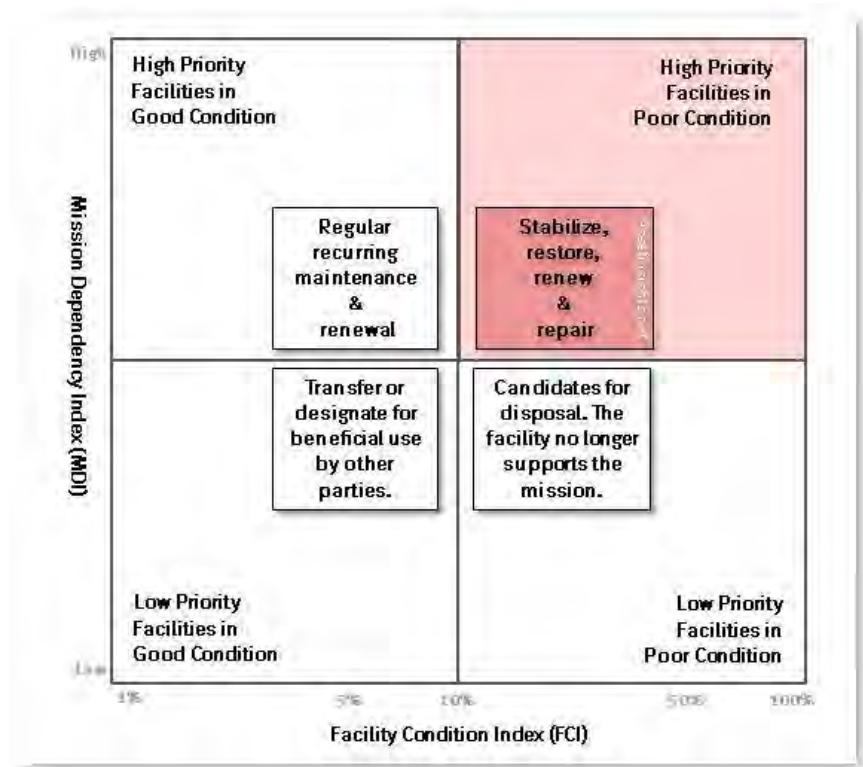 High
High Priority
Facilities in
Good Condition
High Priority
Facilities in
Poor Condition
Mission Dependency Index (MDI)
Regular
recurring
maintenance
&
renewal
Stabilize,
restore,
renew
&
repair
Transfer or
designate for
beneficial use
by other
parties.
Candidates for
disposal. The
facility no longer
supports the
mission.
Low Priority
Facilities in
Good Condition
Low Priority
Facilities in
Poor Condition
Low
1% 5% 10% 50% 100%
Facility Condition Index (FCI)